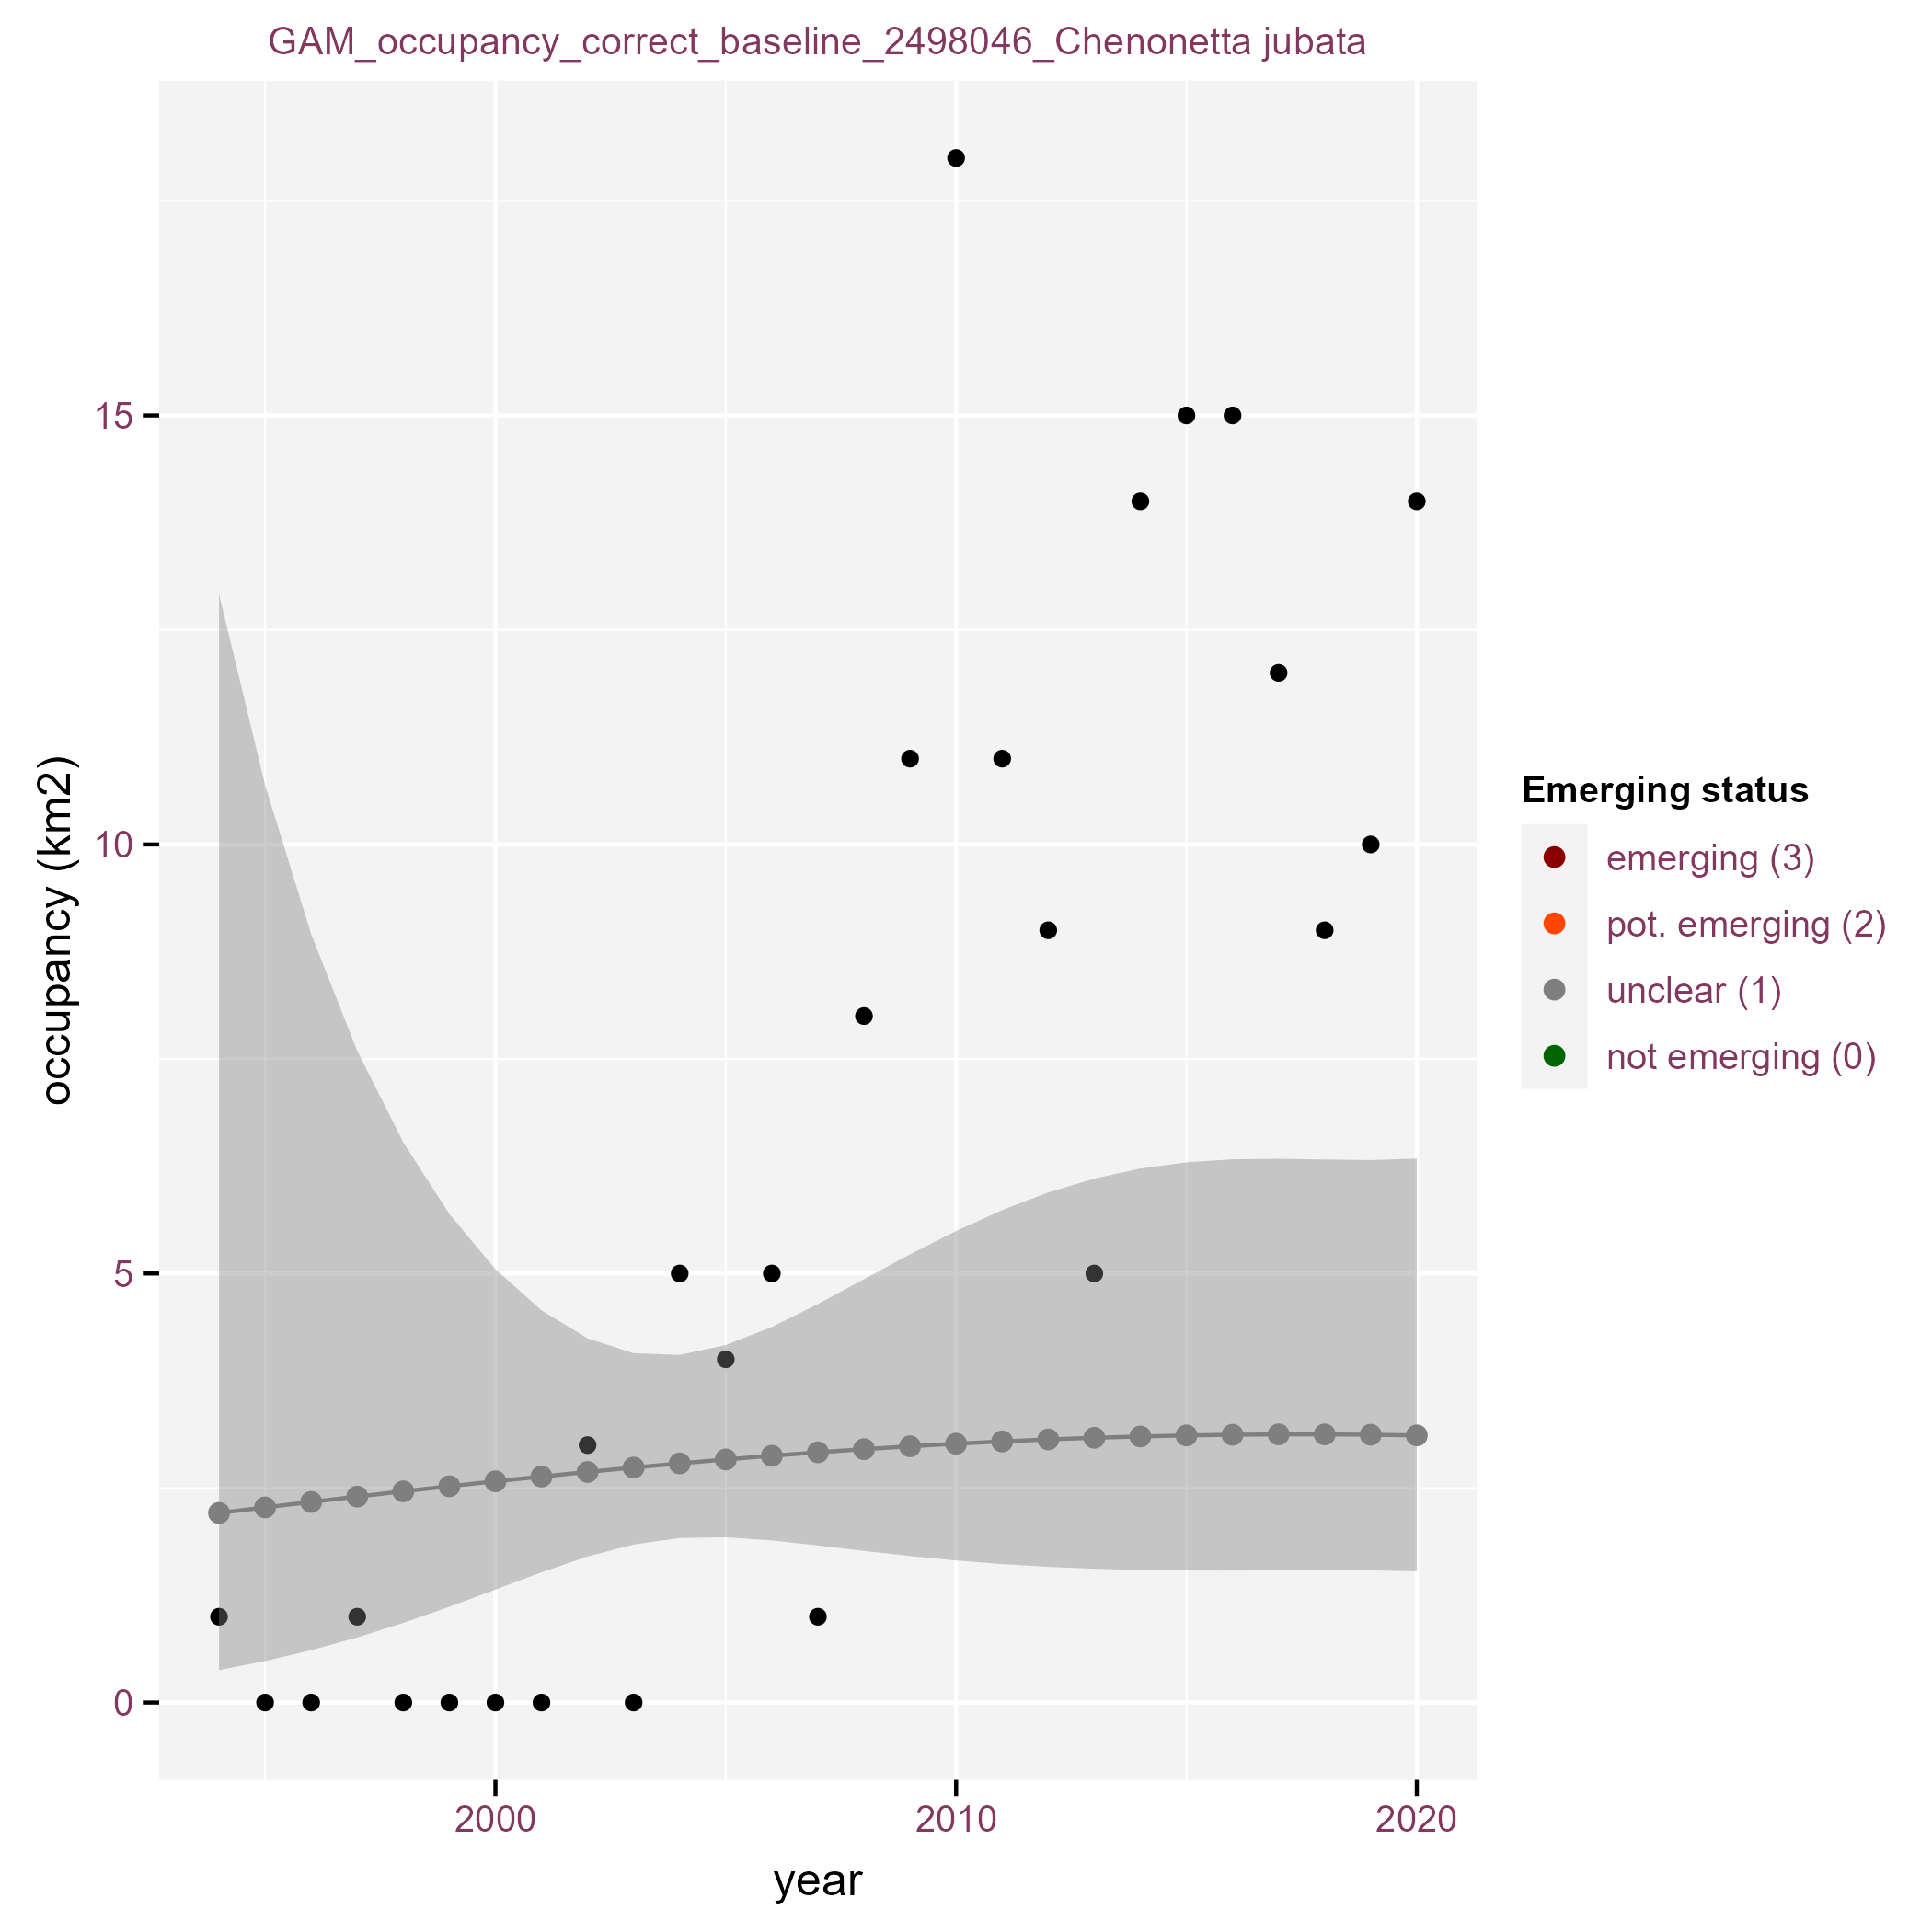 GAM_occupancy_correct_baseline_2498046_Chenonetta jubata
occupancy (km2)
15
10
5
0
2000
2010
2020
year
Emerging status
emerging (3)
pot. emerging (2)
unclear (1)
not emerging (0)